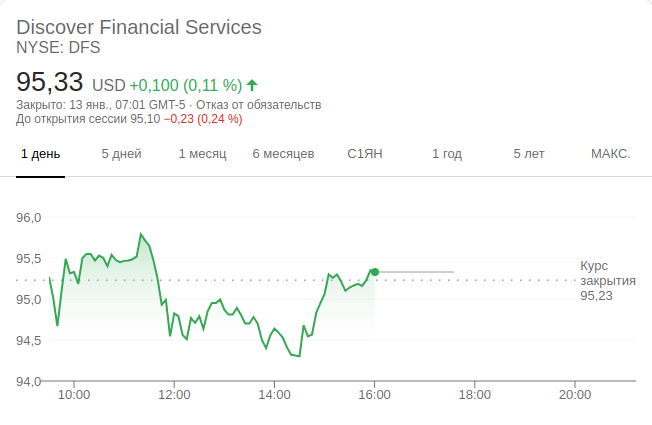 Discover Financial Services
NYSE: DFS
95,33 USD +0,100 (0,11 %)
Закрыто: 13 янв., 07:01 GMT-5 · Отказ от обязательств
До открытия сессии 95,10 −0,23 (0,24 %)
1 день 5 дней 1 месяц 6 месяцев С1ЯН 1 год 5 лет МАКС.
96,0
95,5
95,0
94,5
94,0
Курс
закрытия
95,23
10:00 12:00 14:00 16:00 18:00 20:00